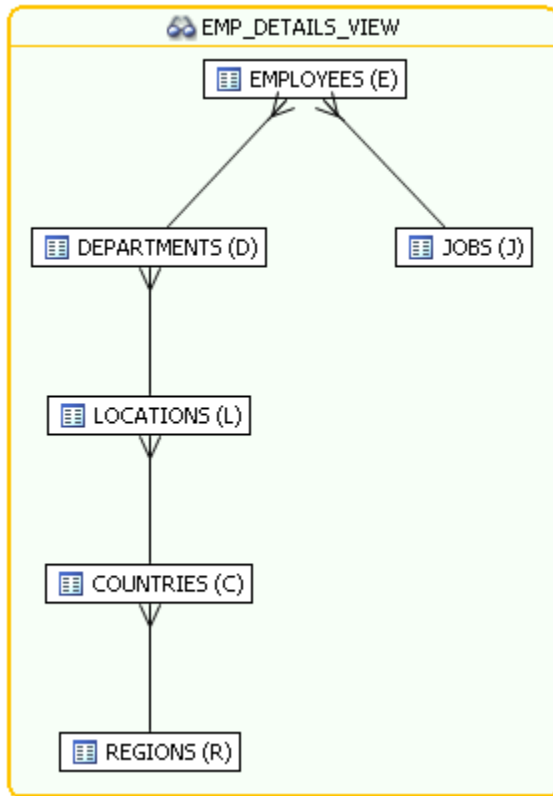 EMP_DETAILS_VIEW
EMPLOYEES (E)
DEPARTMENTS (D)
JOBS (J)
LOCATIONS (L)
COUNTRIES (C)
REGIONS (R)